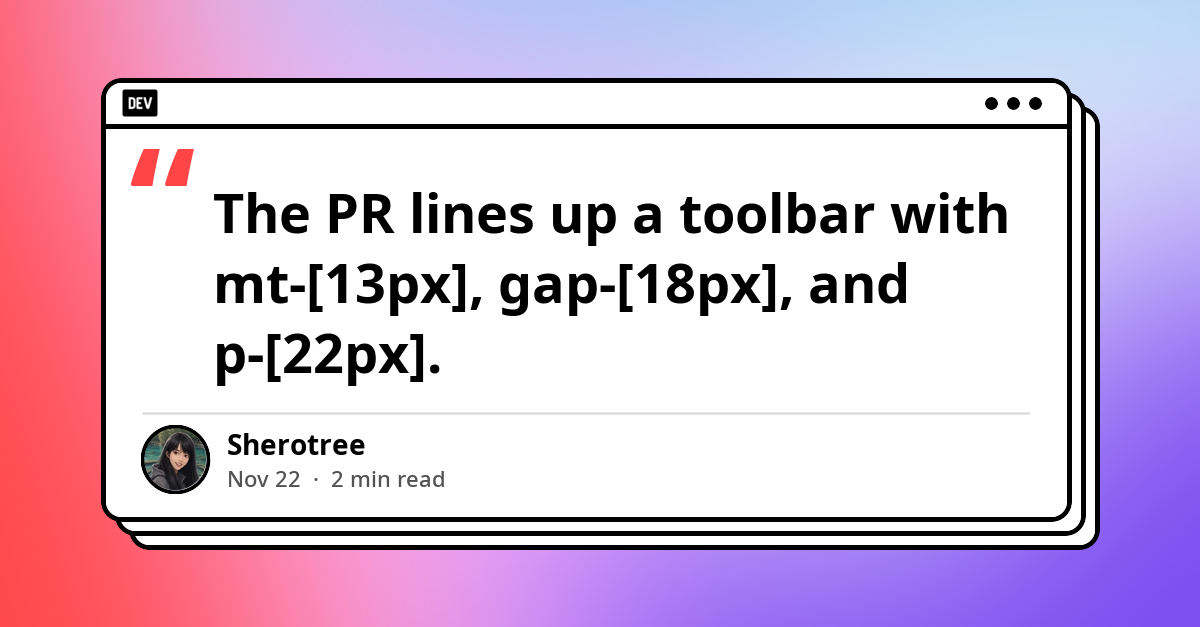 DEV
“
The PR lines up a toolbar with
mt-[13px], gap-[18px], and
p-[22px].
Sherotree
Nov 22 · 2 min read